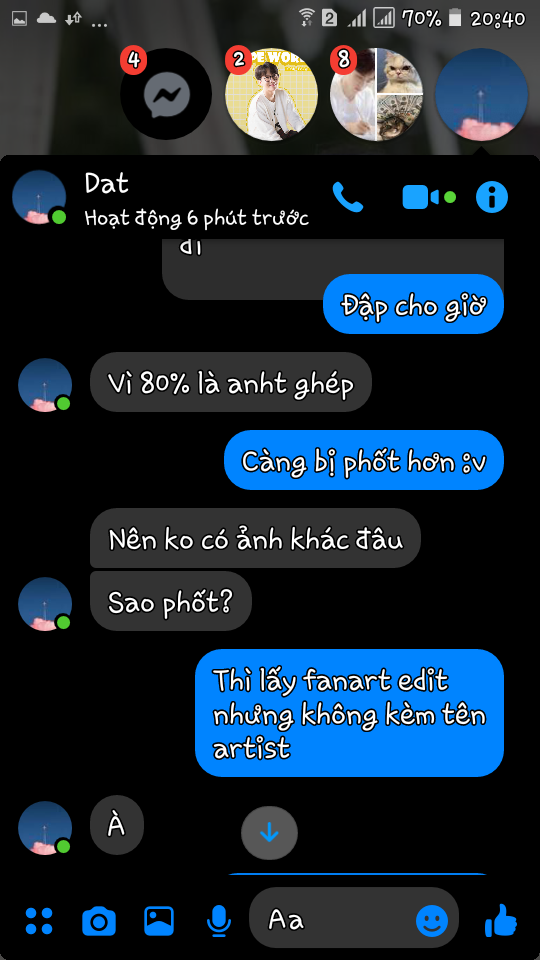 ... 2 70% 20:40
4 2 8
PE WOR
Dat
Hoạt động 6 phút trước
đi
Đập cho giờ
Vì 80% là anht ghép
Càng bị phốt hơn :v
Nên ko có ảnh khác đâu
Sao phốt?
Thì lấy fanart edit
nhưng không kèm tên
artist
À
Aa